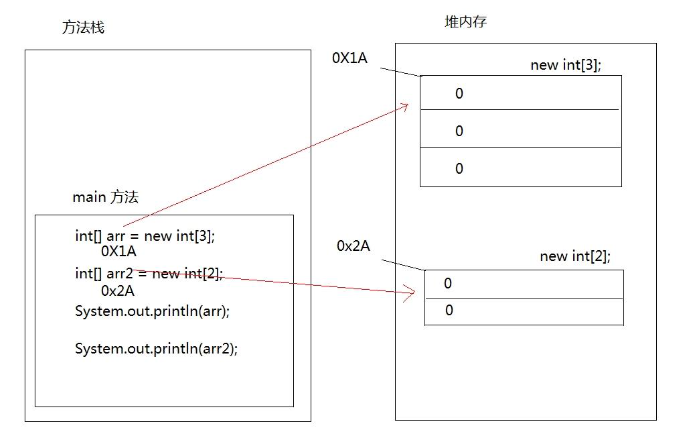 方法栈
堆内存
0X1A
new int[3];
0
0
0
main 方法
int[] arr = new int[3];
0X1A
int[] arr2 = new int[2];
0x2A
System.out.println(arr);
System.out.println(arr2);
0x2A
new int[2];
0
0